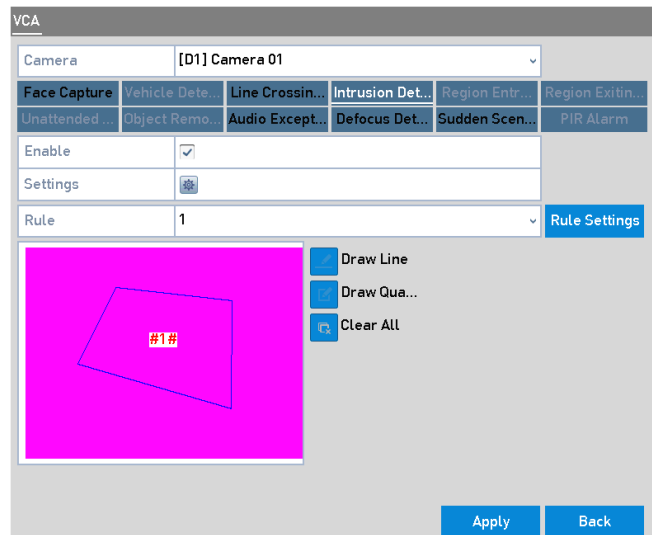 VCA
Camera [D1] Camera 01
Face Capture Vehicle Dete... Line Crossin... Intrusion Det... Region Entr... Region Exitin...
Unattended ... Object Remo... Audio Except... Defocus Det... Sudden Scen... PIR Alarm
Enable
Settings
Rule 1 Rule Settings
Draw Line
Draw Qua...
#1#
Clear All
Apply Back